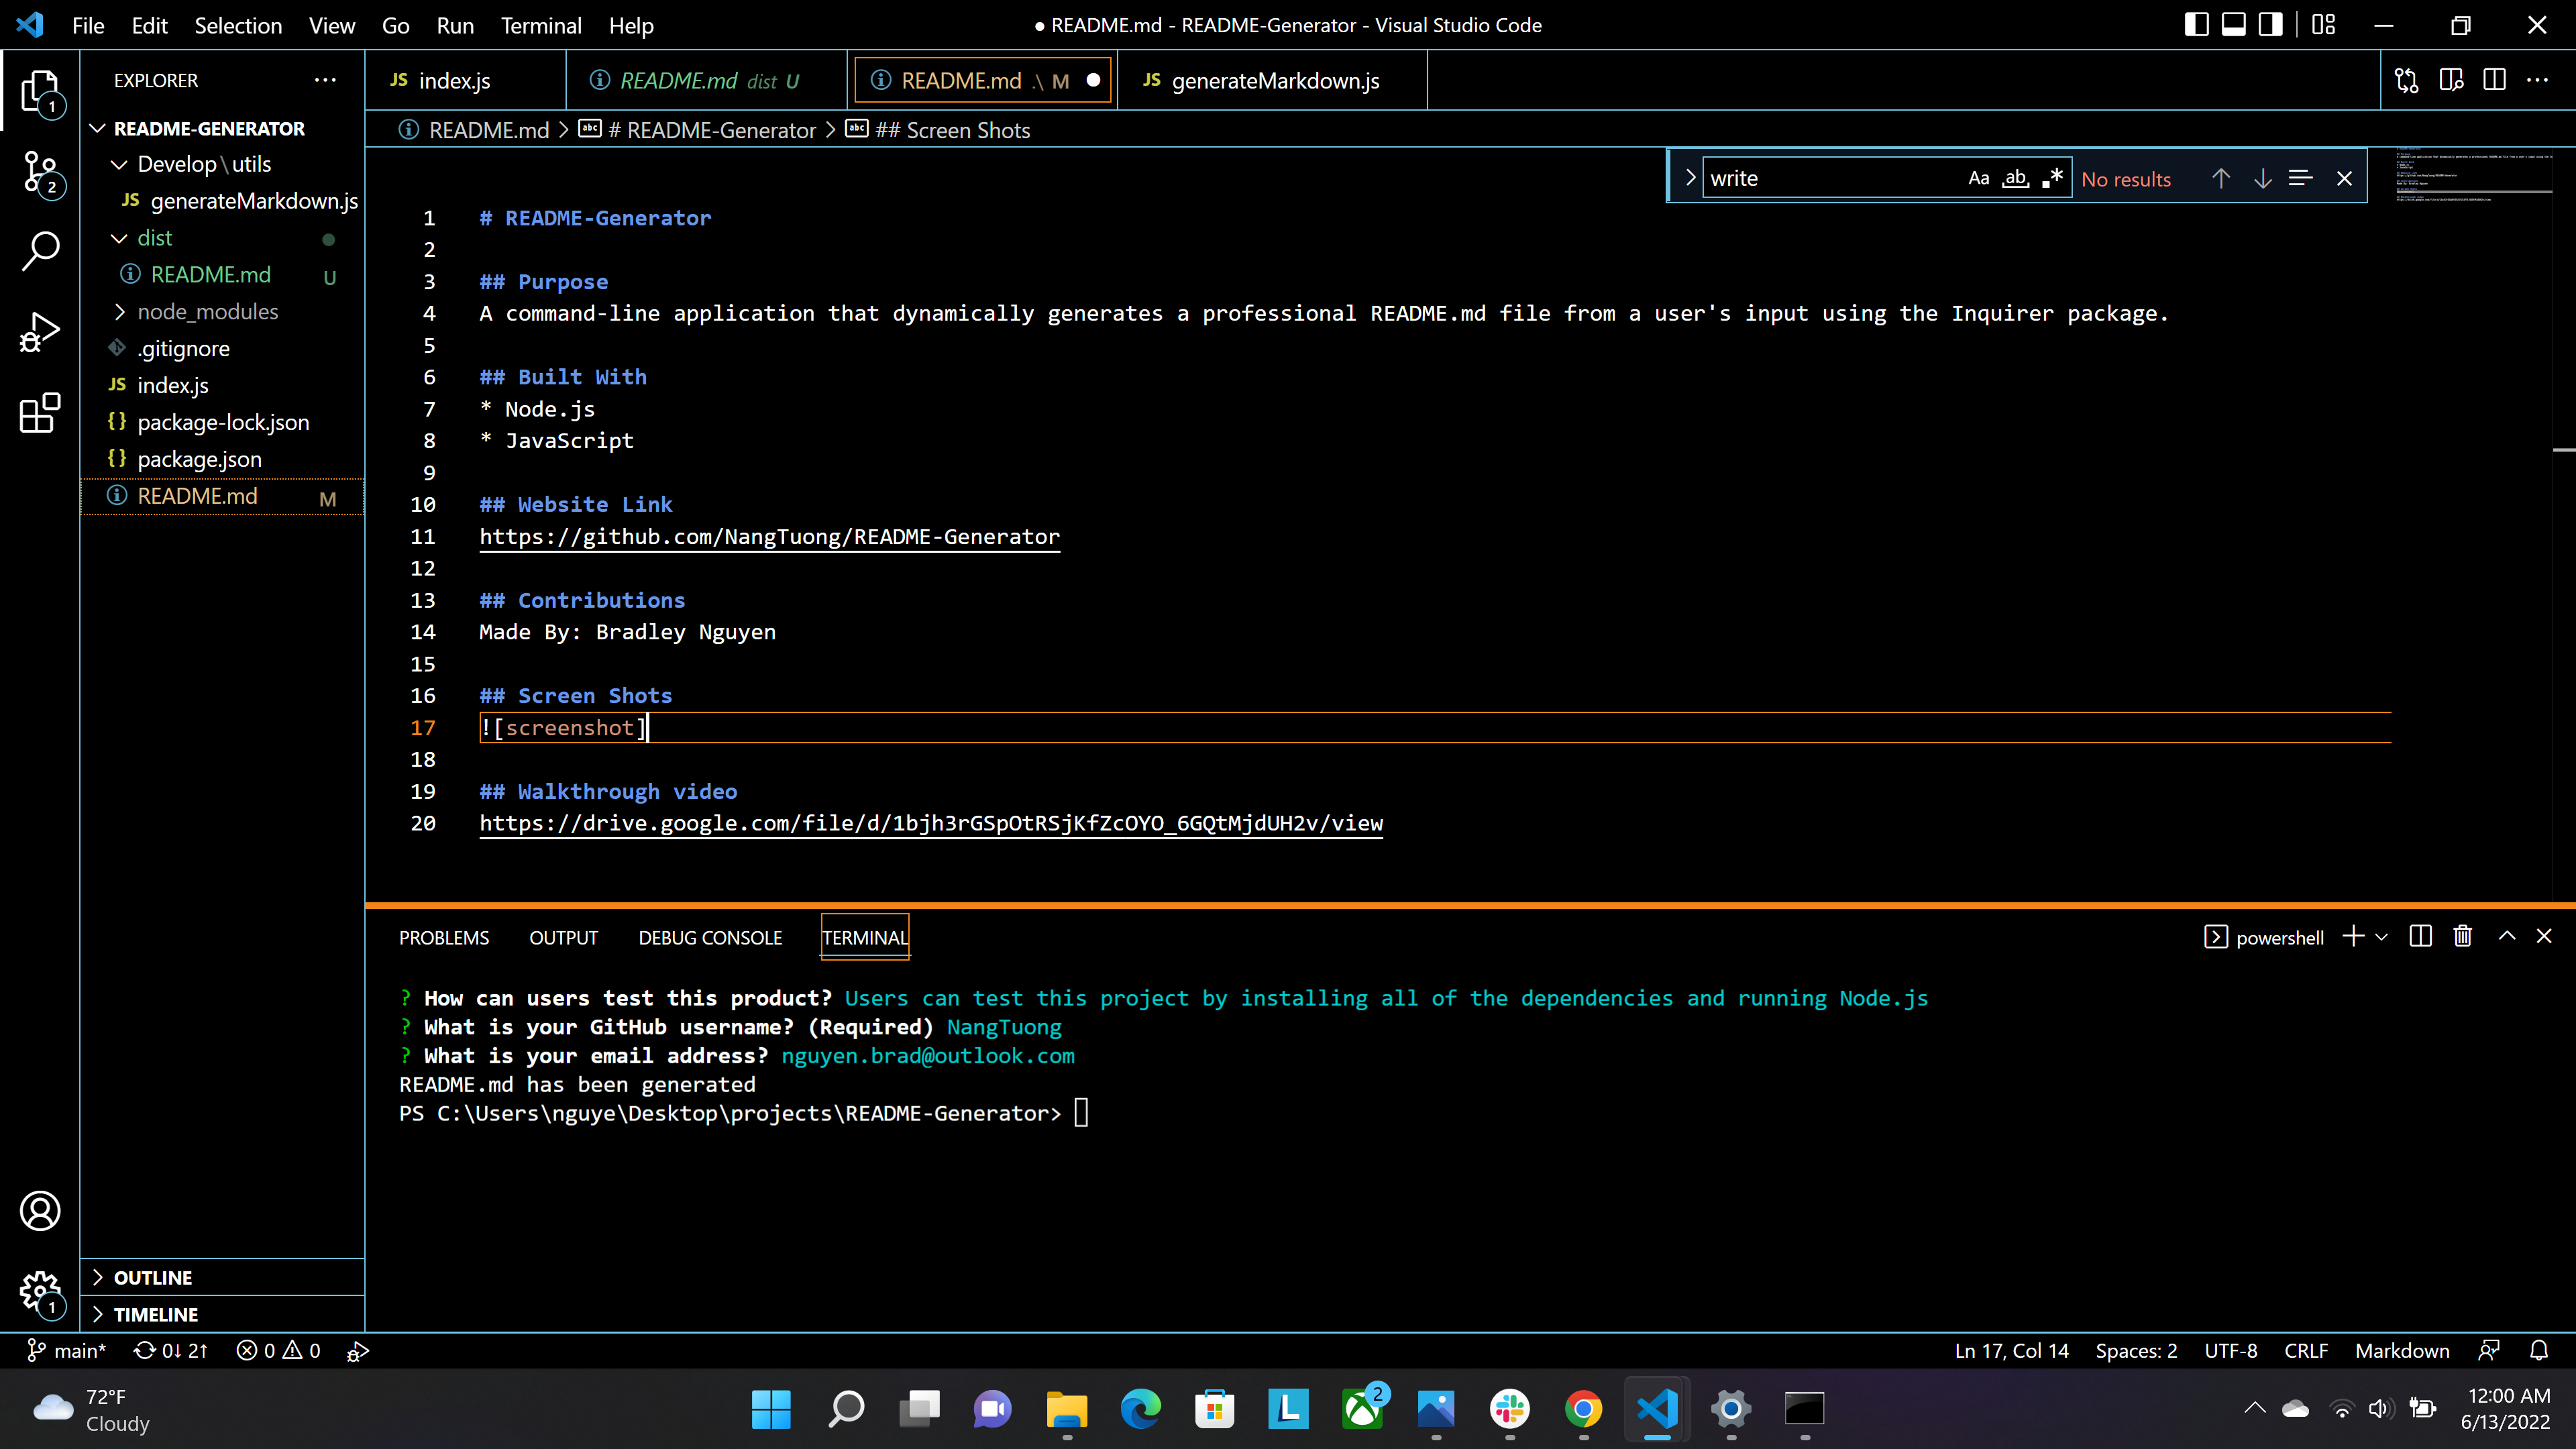 File Edit Selection View Go Run Terminal Help
● README.md - README-Generator - Visual Studio Code
EXPLORER
README-GENERATOR
Develop\utils
JS generateMarkdown.js
dist
README.md U
node_modules
.gitignore
JS index.js
{} package-lock.json
{} package.json
README.md M
OUTLINE
TIMELINE
1
2
1
JS index.js
README.md dist U
README.md .\ M
JS generateMarkdown.js
README.md > abc # README-Generator > abc ## Screen Shots
write Aa ab .* No results
1 # README-Generator
2
3 ## Purpose
4 A command-line application that dynamically generates a professional README.md file from a user's input using the Inquirer package.
5
6 ## Built With
7 * Node.js
8 * JavaScript
9
10 ## Website Link
11 https://github.com/NangTuong/README-Generator
12
13 ## Contributions
14 Made By: Bradley Nguyen
15
16 ## Screen Shots
17 ![screenshot]
18
19 ## Walkthrough video
20 https://drive.google.com/file/d/1bjh3rGSpOtRSjKfZcOYO_6GQtMjdUH2v/view
PROBLEMS OUTPUT DEBUG CONSOLE TERMINAL
powershell
? How can users test this product? Users can test this project by installing all of the dependencies and running Node.js
? What is your GitHub username? (Required) NangTuong
? What is your email address? nguyen.brad@outlook.com
README.md has been generated
PS C:\Users\nguye\Desktop\projects\README-Generator>
main* 0↓ 2↑ 0 0
Ln 17, Col 14 Spaces: 2 UTF-8 CRLF Markdown
72°F
Cloudy
L
2
12:00 AM
6/13/2022